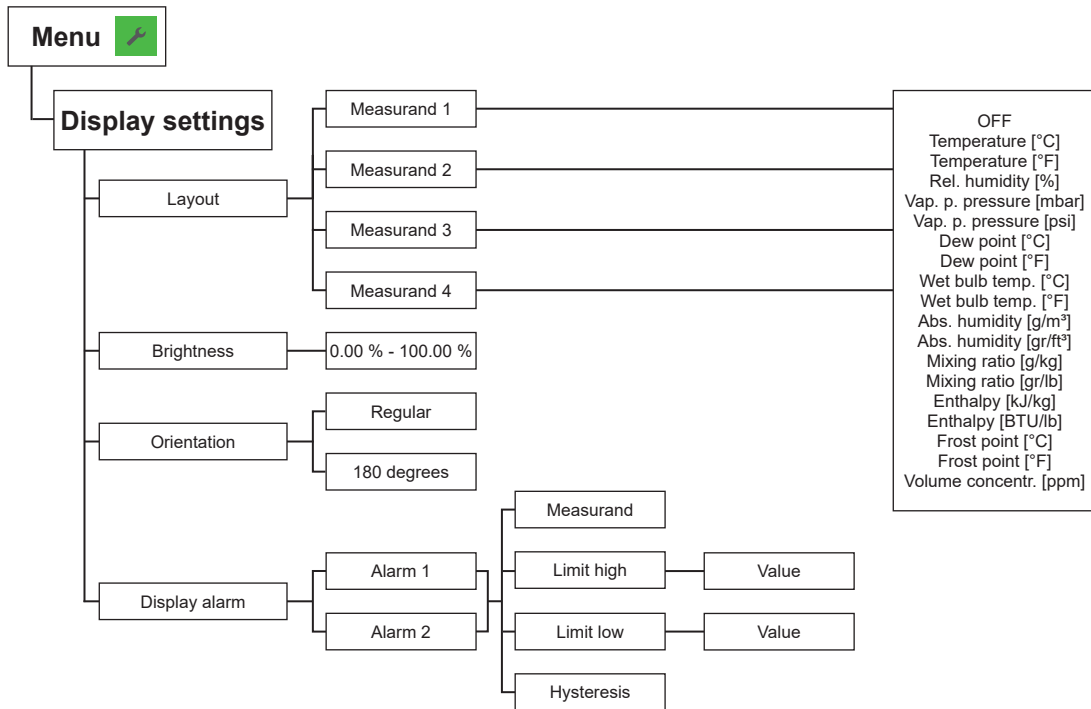 Menu
Display settings
Layout
Measurand 1
Measurand 2
Measurand 3
Measurand 4
OFF
Temperature [°C]
Temperature [°F]
Rel. humidity [%]
Vap. p. pressure [mbar]
Vap. p. pressure [psi]
Dew point [°C]
Dew point [°F]
Wet bulb temp. [°C]
Wet bulb temp. [°F]
Abs. humidity [g/m³]
Abs. humidity [gr/ft³]
Mixing ratio [g/kg]
Mixing ratio [gr/lb]
Enthalpy [kJ/kg]
Enthalpy [BTU/lb]
Frost point [°C]
Frost point [°F]
Volume concentr. [ppm]
Brightness
0.00 % - 100.00 %
Orientation
Regular
180 degrees
Display alarm
Alarm 1
Alarm 2
Measurand
Limit high
Value
Limit low
Value
Hysteresis